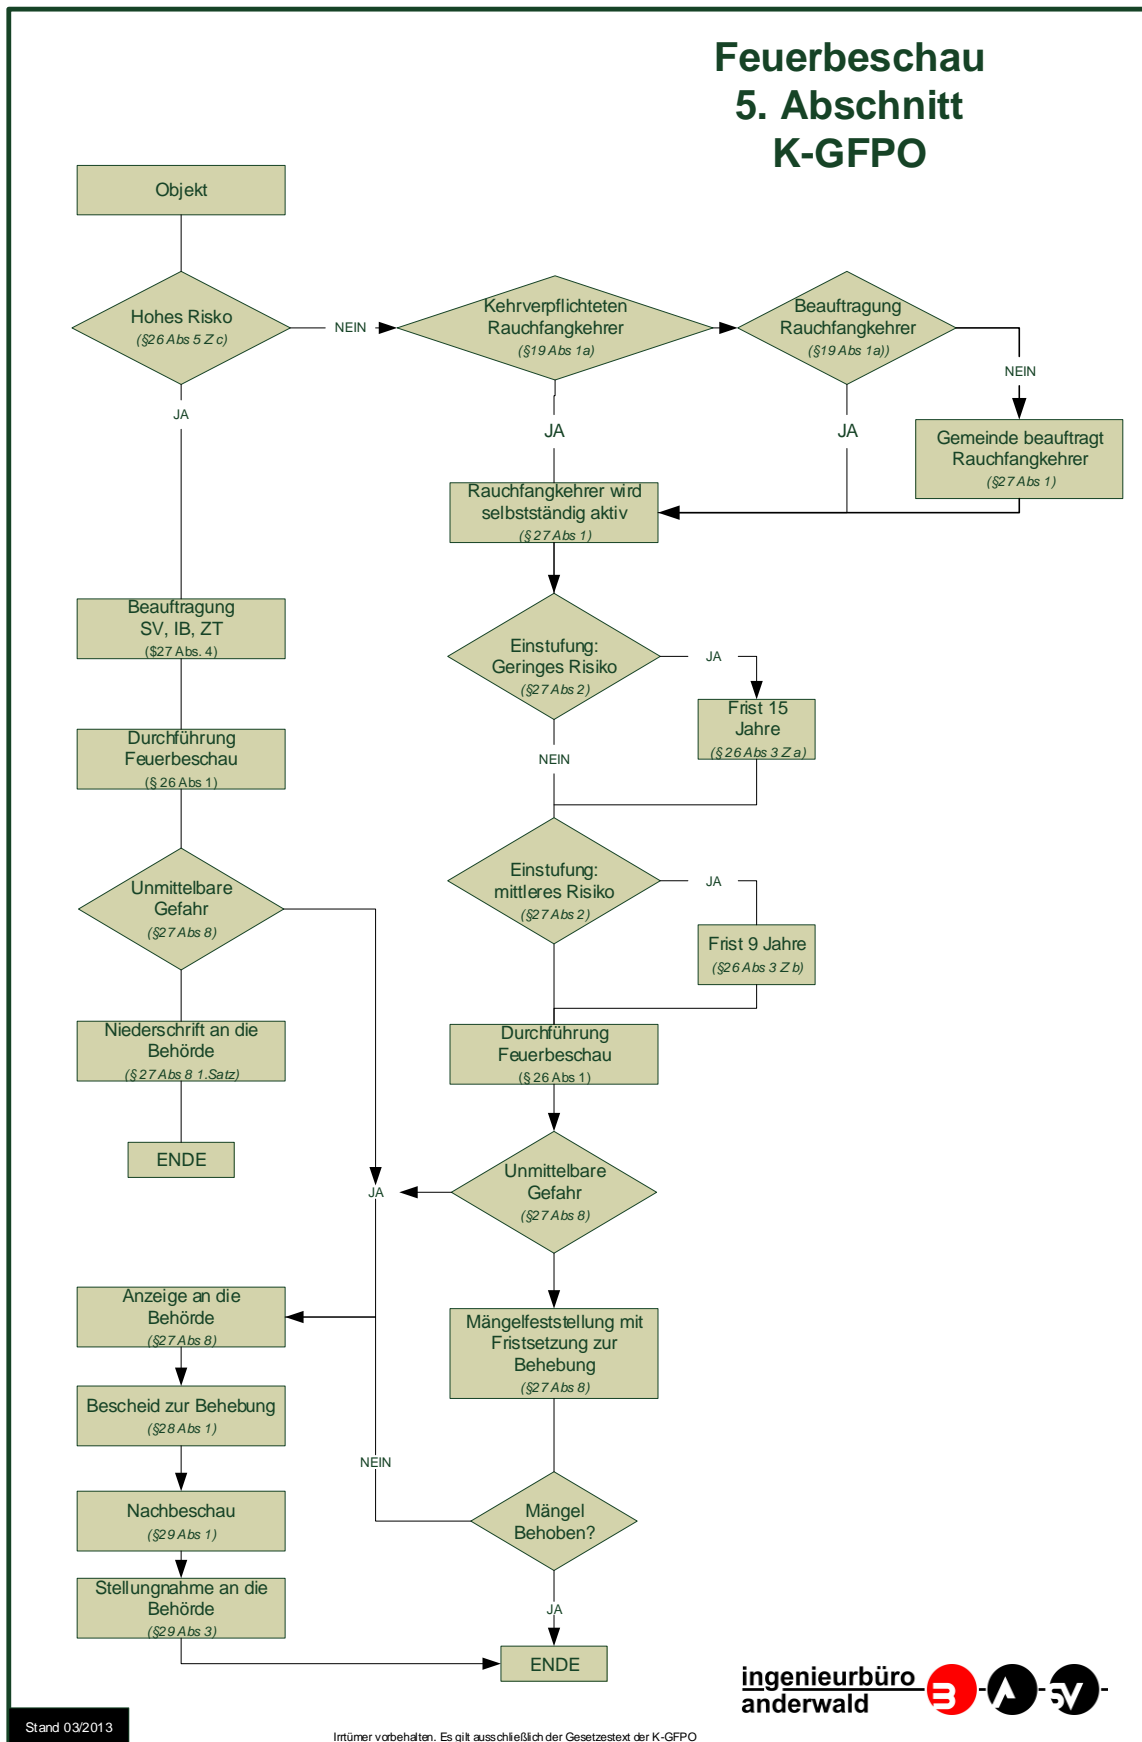 Feuerbeschau
5. Abschnitt
K-GFPO
Objekt
Hohes Risko
(§26 Abs 5 Z c)
NEIN
Kehrverpflichteten
Rauchfangkehrer
(§19 Abs 1a)
Beauftragung
Rauchfangkehrer
(§19 Abs 1a))
NEIN
JA
JA
JA
Gemeinde beauftragt
Rauchfangkehrer
(§27 Abs 1)
Rauchfangkehrer wird
selbstständig aktiv
(§ 27 Abs 1)
Beauftragung
SV, IB, ZT
($27 Abs. 4)
Einstufung:
Geringes Risiko
(§27 Abs 2)
JA
Frist 15
Jahre
(§ 26 Abs 3 Z a)
NEIN
Durchführung
Feuerbeschau
(§ 26 Abs 1)
Einstufung:
mittleres Risiko
(§27 Abs 2)
JA
Frist 9 Jahre
(§26 Abs 3 Z b)
Unmittelbare
Gefahr
(§27 Abs 8)
Niederschrift an die
Behörde
(§ 27 Abs 8 1.Satz)
ENDE
Durchführung
Feuerbeschau
(§ 26 Abs 1)
Unmittelbare
Gefahr
(§27 Abs 8)
JA
Anzeige an die
Behörde
(§27 Abs 8)
Mängelfeststellung mit
Fristsetzung zur
Behebung
(§27 Abs 8)
Bescheid zur Behebung
(§28 Abs 1)
NEIN
Nachbeschau
(§29 Abs 1)
Mängel
Behoben?
Stellungnahme an die
Behörde
(§29 Abs 3)
JA
ENDE
ingenieurbüro
anderwald
B A SV
Stand 03/2013
Irrtümer vorbehalten. Es gilt ausschließlich der Gesetzestext der K-GFPO